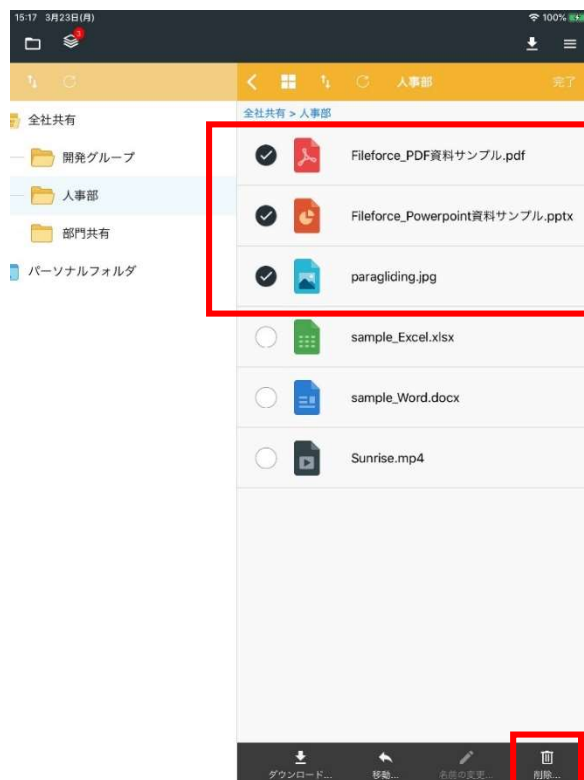 15:17 3月23日(月)
100%
3
人事部
完了
全社共有 > 人事部
全社共有
開発グループ
人事部
部門共有
パーソナルフォルダ
Fileforce_PDF資料サンプル.pdf
Fileforce_Powerpoint資料サンプル.pptx
paragliding.jpg
sample_Excel.xlsx
sample_Word.docx
Sunrise.mp4
ダウンロード...
移動...
名前の変更...
削除...